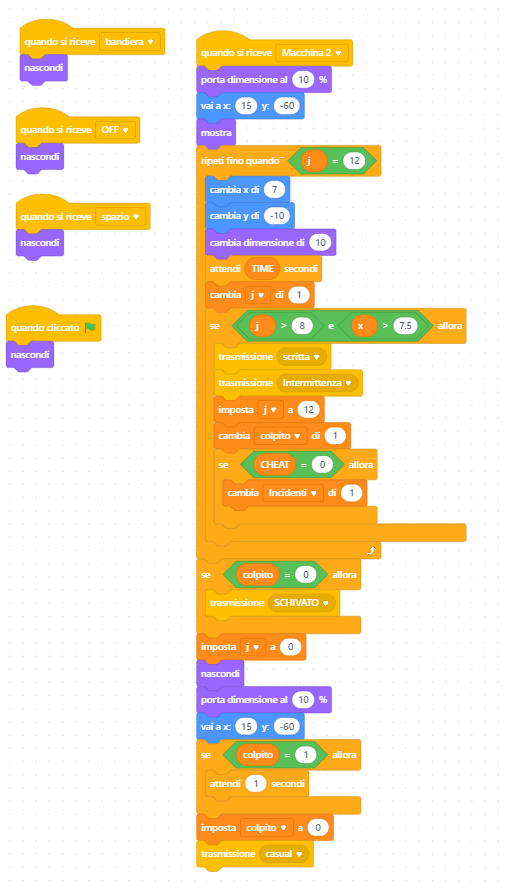 quando si riceve bandiera
nascondi
quando si riceve OFF
nascondi
quando si riceve spazio
nascondi
quando cliccato
nascondi
quando si riceve Macchina 2
porta dimensione al 10 %
vai a x: 15 y: -60
mostra
ripeti fino quando j = 12
cambia x di 7
cambia y di -10
cambia dimensione di 10
attendi TIME secondi
cambia j di 1
se j > 8 e x > 7.5 allora
trasmissione scritta
trasmissione Intermittenza
imposta j a 12
cambia colpito di 1
se CHEAT = 0 allora
cambia Incidenti di 1
se colpito = 0 allora
trasmissione SCHIVATO
imposta j a 0
nascondi
porta dimensione al 10 %
vai a x: 15 y: -60
se colpito = 1 allora
attendi 1 secondi
imposta colpito a 0
trasmissione casual